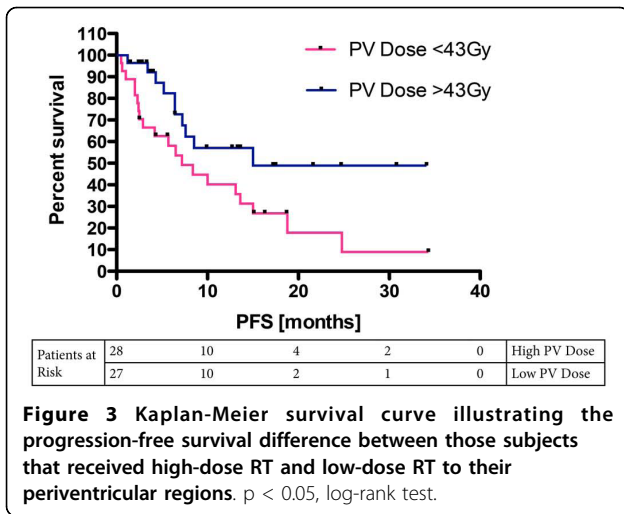 110
100
90
80
70
60
50
40
30
20
10
0
Percent survival
PV Dose <43Gy
PV Dose >43Gy
0 10 20 30 40
PFS [months]
Patients at Risk
28 10 4 2 0 High PV Dose
27 10 2 1 0 Low PV Dose
Figure 3 Kaplan-Meier survival curve illustrating the
progression-free survival difference between those subjects
that received high-dose RT and low-dose RT to their
periventricular regions. p < 0.05, log-rank test.